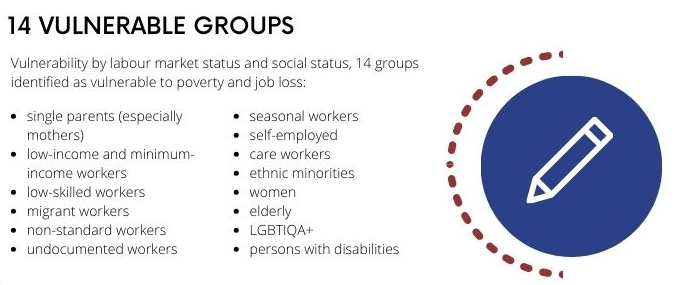 14 VULNERABLE GROUPS
Vulnerability by labour market status and social status, 14 groups
identified as vulnerable to poverty and job loss:
• single parents (especially
mothers)
• low-income and minimum-
income workers
• low-skilled workers
• migrant workers
• non-standard workers
• undocumented workers
• seasonal workers
• self-employed
• care workers
• ethnic minorities
• women
• elderly
• LGBTIQA+
• persons with disabilities